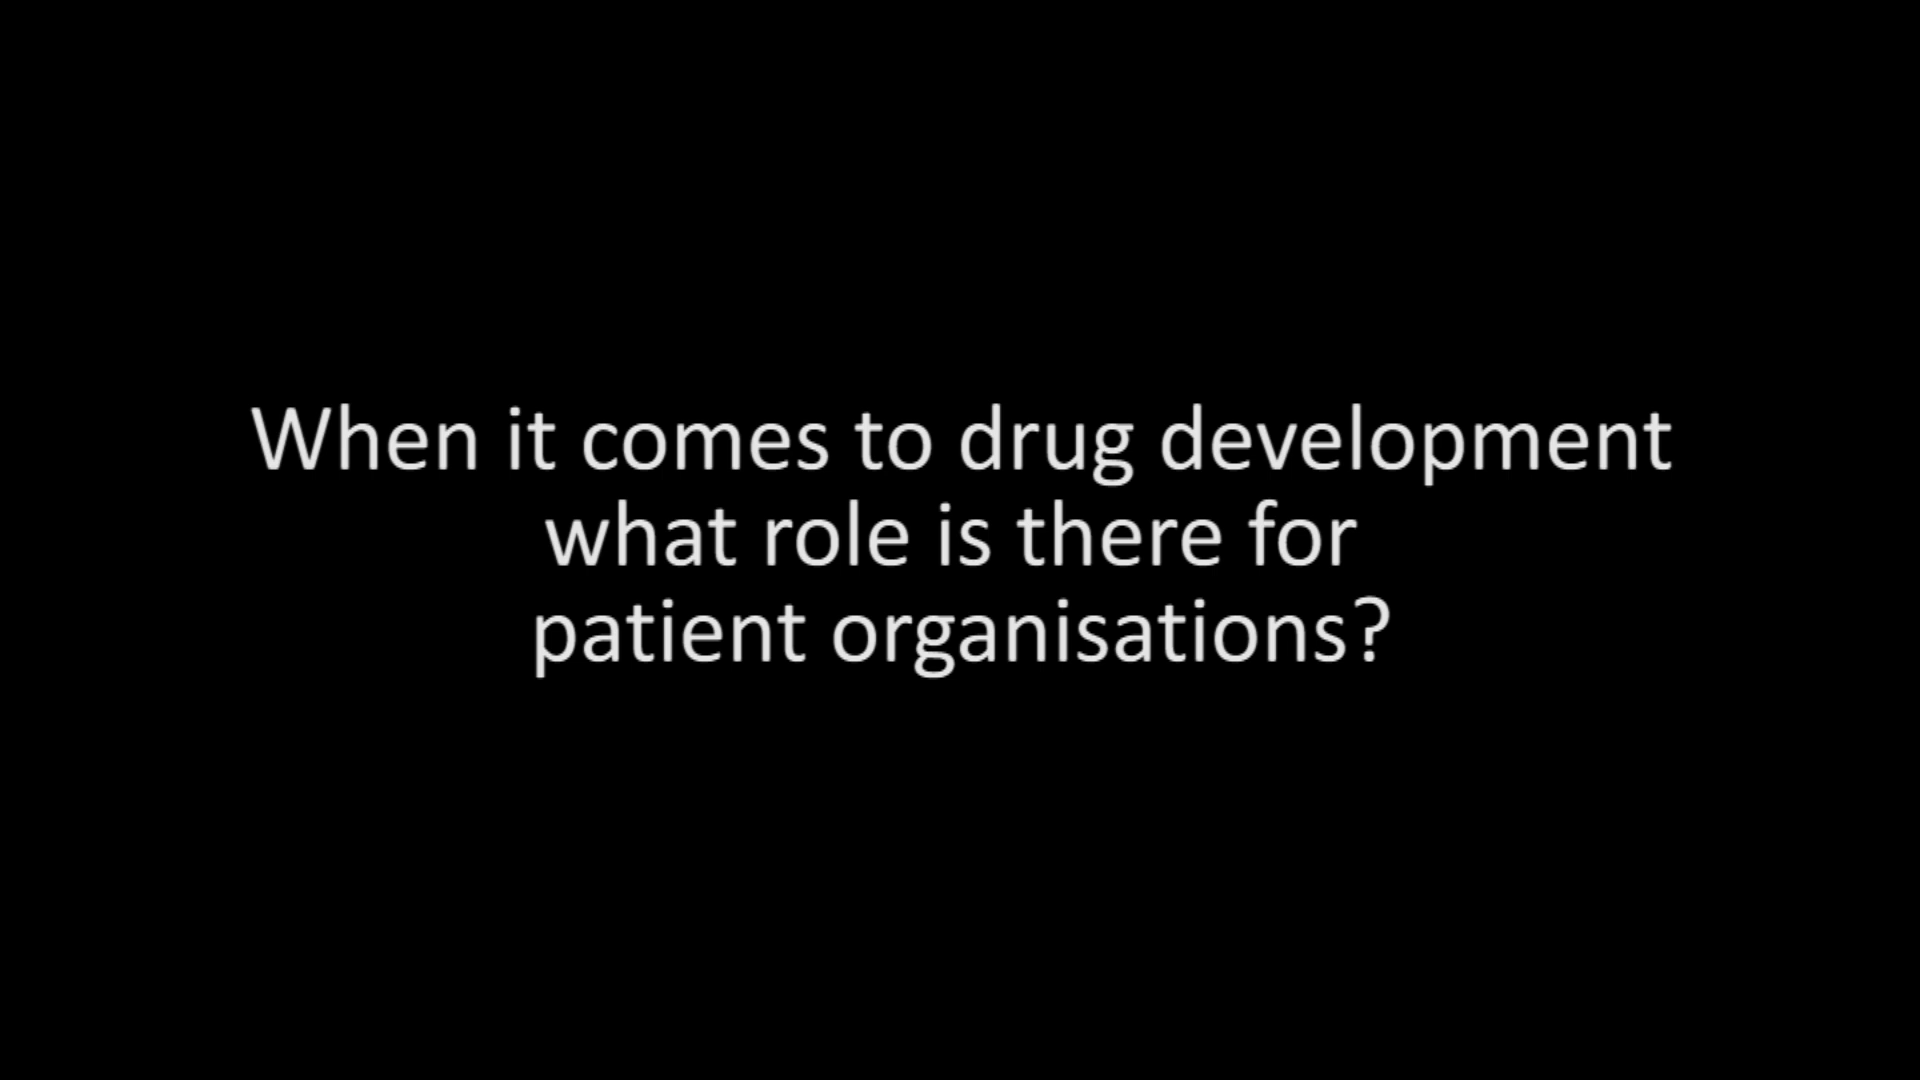 When it comes to drug development
what role is there for
patient organisations?